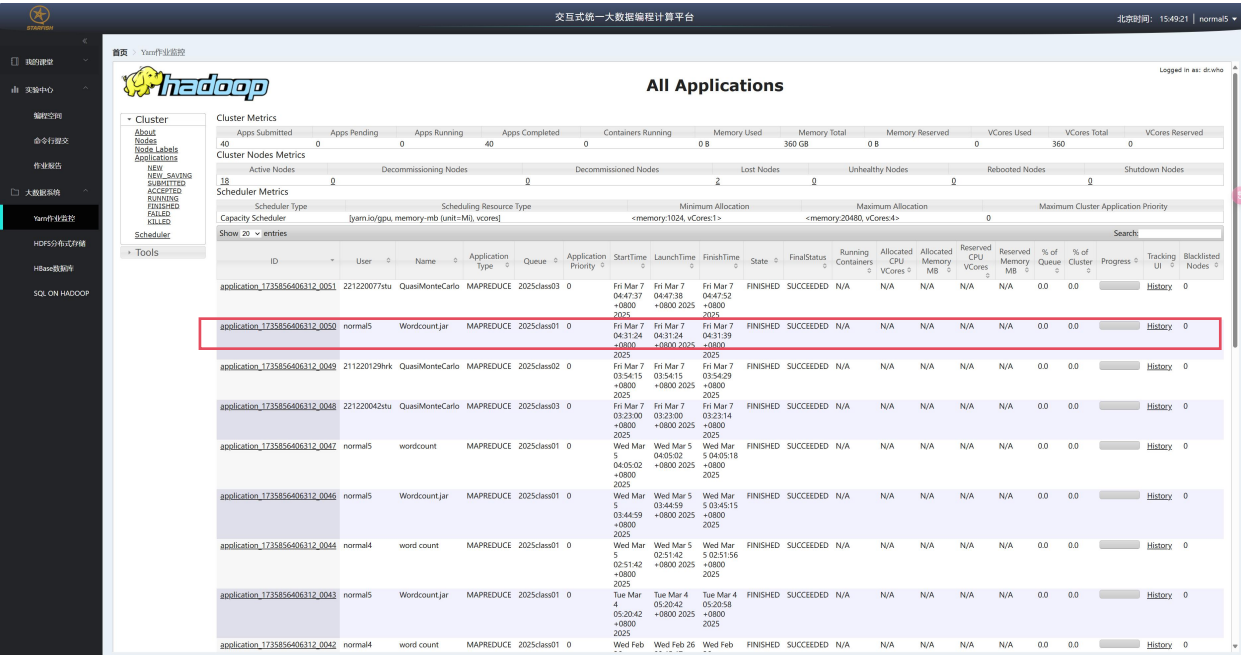 STARFISH
交互式统一大数据编程计算平台
北京时间: 15:49:21 | normal5
«
我的课堂
实验中心
编程空间
命令行提交
作业报告
大数据系统
Yarn作业监控
HDFS分布式存储
HBase数据库
SQL ON HADOOP
首页 > Yarn作业监控
hadoop
All Applications
Logged in as: dr.who
Cluster
About
Nodes
Node Labels
Applications
NEW
NEW_SAVING
SUBMITTED
ACCEPTED
RUNNING
FINISHED
FAILED
KILLED
Scheduler
Tools
Cluster Metrics
Apps Submitted Apps Pending Apps Running Apps Completed Containers Running Memory Used Memory Total Memory Reserved VCores Used VCores Total VCores Reserved
40 0 0 40 0 0 B 360 GB 0 B 0 360 0
Cluster Nodes Metrics
Active Nodes Decommissioning Nodes Decommissioned Nodes Lost Nodes Unhealthy Nodes Rebooted Nodes Shutdown Nodes
18 0 0 2 0 0 0
Scheduler Metrics
Scheduler Type Scheduling Resource Type Minimum Allocation Maximum Allocation Maximum Cluster Application Priority
Capacity Scheduler [yarn.io/gpu, memory-mb (unit=Mi), vcores] <memory:1024, vCores:1> <memory:20480, vCores:4> 0
Show 20 entries Search:
ID User Name Application Type Queue Application Priority StartTime LaunchTime FinishTime State FinalStatus Running Containers Allocated CPU VCores Allocated Memory MB Reserved CPU VCores Reserved Memory MB % of Queue % of Cluster Progress Tracking UI Blacklisted Nodes
application_1735856406312_0051 221220077stu QuasiMonteCarlo MAPREDUCE 2025class03 0 Fri Mar 7 04:47:37 +0800 2025 Fri Mar 7 04:47:38 +0800 2025 Fri Mar 7 04:47:52 +0800 2025 FINISHED SUCCEEDED N/A N/A N/A N/A N/A 0.0 0.0 History 0
application_1735856406312_0050 normal5 Wordcount.jar MAPREDUCE 2025class01 0 Fri Mar 7 04:31:24 +0800 2025 Fri Mar 7 04:31:24 +0800 2025 Fri Mar 7 04:31:39 +0800 2025 FINISHED SUCCEEDED N/A N/A N/A N/A N/A 0.0 0.0 History 0
application_1735856406312_0049 211220129hrk QuasiMonteCarlo MAPREDUCE 2025class02 0 Fri Mar 7 03:54:15 +0800 2025 Fri Mar 7 03:54:15 +0800 2025 Fri Mar 7 03:54:29 +0800 2025 FINISHED SUCCEEDED N/A N/A N/A N/A N/A 0.0 0.0 History 0
application_1735856406312_0048 221220042stu QuasiMonteCarlo MAPREDUCE 2025class03 0 Fri Mar 7 03:23:00 +0800 2025 Fri Mar 7 03:23:00 +0800 2025 Fri Mar 7 03:23:14 +0800 2025 FINISHED SUCCEEDED N/A N/A N/A N/A N/A 0.0 0.0 History 0
application_1735856406312_0047 normal5 wordcount MAPREDUCE 2025class01 0 Wed Mar 5 04:05:02 +0800 2025 Wed Mar 5 04:05:02 +0800 2025 Wed Mar 5 04:05:18 +0800 2025 FINISHED SUCCEEDED N/A N/A N/A N/A N/A 0.0 0.0 History 0
application_1735856406312_0046 normal5 Wordcount.jar MAPREDUCE 2025class01 0 Wed Mar 5 03:44:59 +0800 2025 Wed Mar 5 03:44:59 +0800 2025 Wed Mar 5 03:45:15 +0800 2025 FINISHED SUCCEEDED N/A N/A N/A N/A N/A 0.0 0.0 History 0
application_1735856406312_0044 normal4 word count MAPREDUCE 2025class01 0 Wed Mar 5 02:51:42 +0800 2025 Wed Mar 5 02:51:42 +0800 2025 Wed Mar 5 02:51:56 +0800 2025 FINISHED SUCCEEDED N/A N/A N/A N/A N/A 0.0 0.0 History 0
application_1735856406312_0043 normal5 Wordcount.jar MAPREDUCE 2025class01 0 Tue Mar 4 05:20:42 +0800 2025 Tue Mar 4 05:20:42 +0800 2025 Tue Mar 4 05:20:58 +0800 2025 FINISHED SUCCEEDED N/A N/A N/A N/A N/A 0.0 0.0 History 0
application_1735856406312_0042 normal4 word count MAPREDUCE 2025class01 0 Wed Feb Wed Feb 26 Wed Feb FINISHED SUCCEEDED N/A N/A N/A N/A N/A 0.0 0.0 History 0